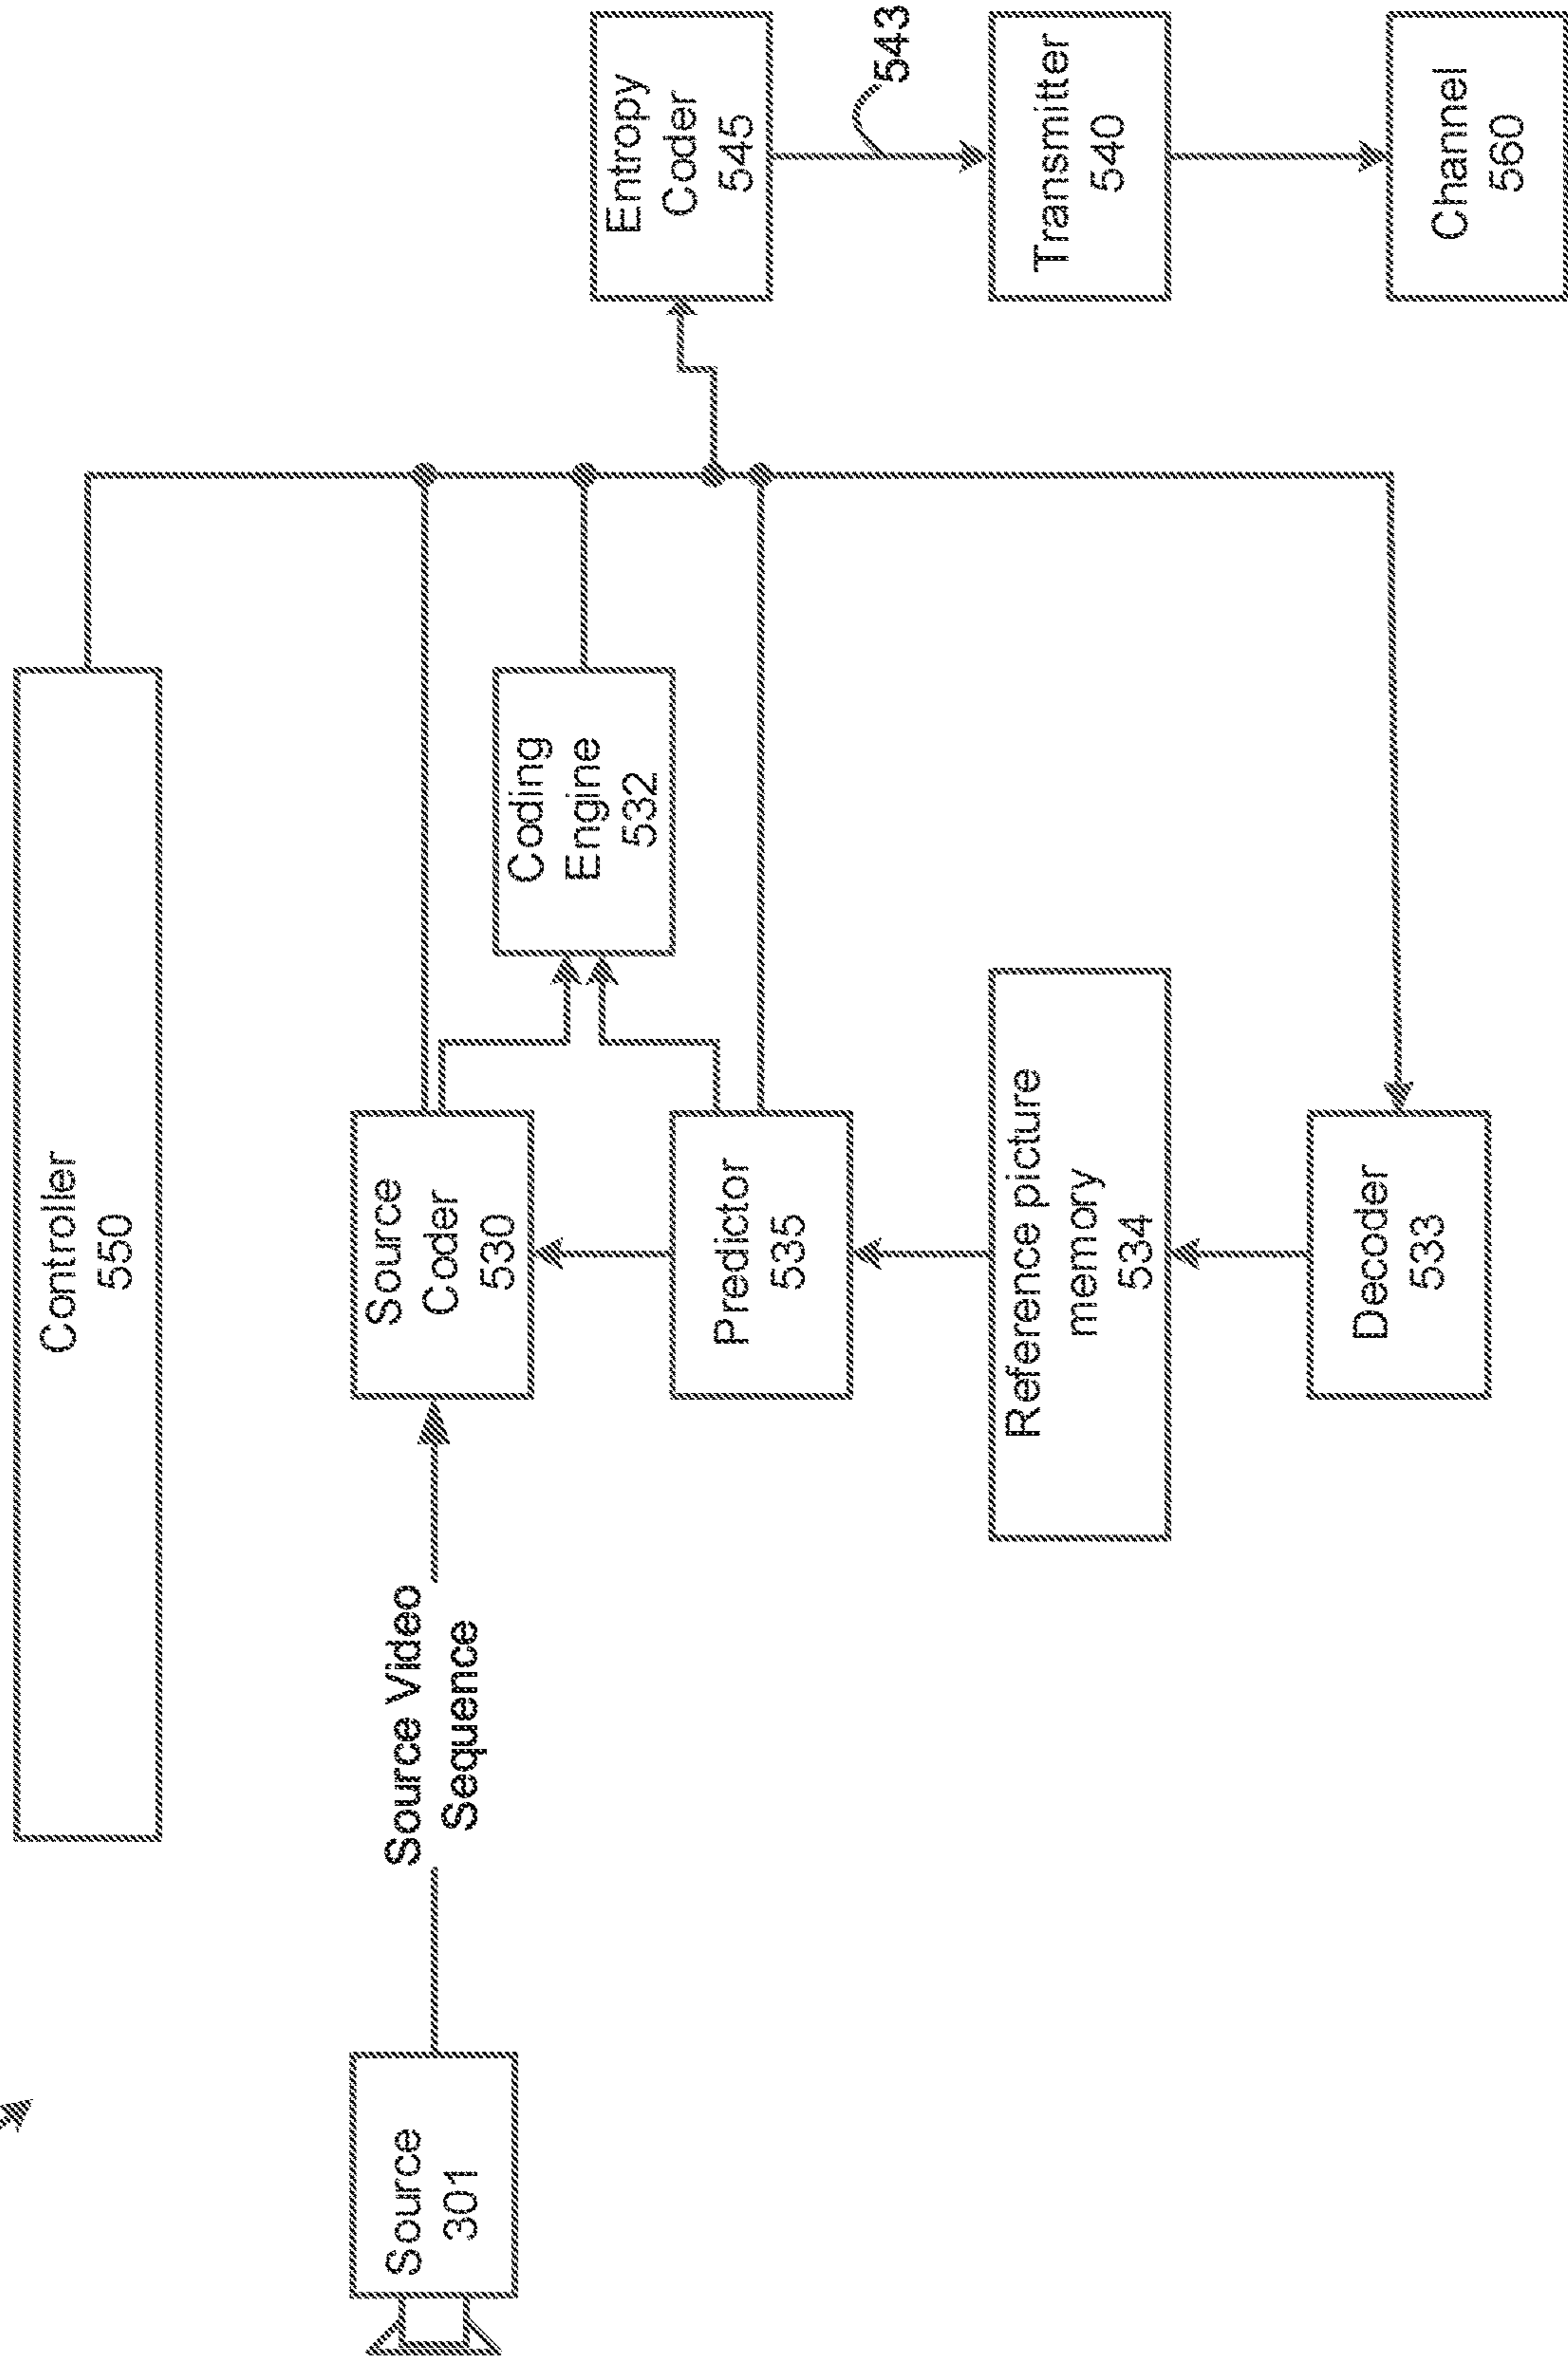 Controller
550
Source
301
Source Video
Sequence
Source
Coder
530
Coding
Engine
532
Entropy
Coder
545
Predictor
535
543
Reference picture
memory
534
Transmitter
540
Decoder
533
Channel
560